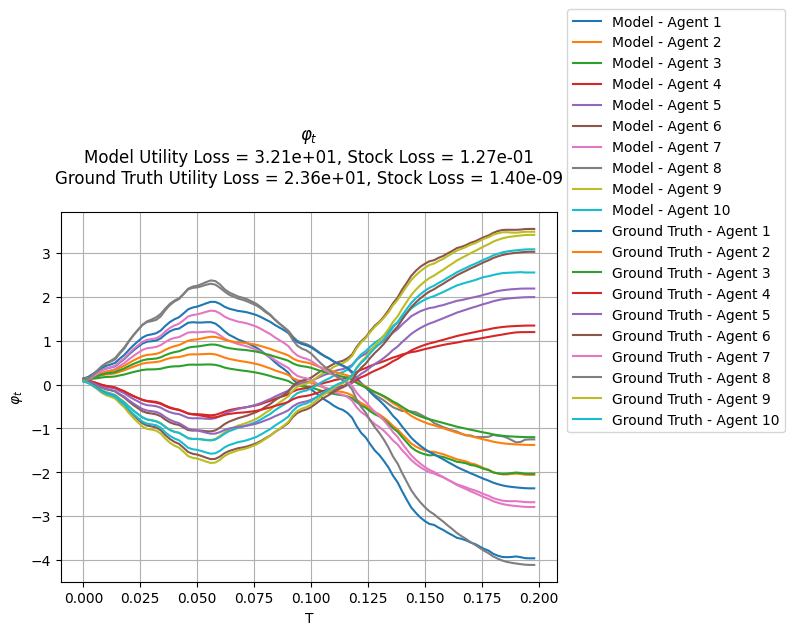 φt
Model Utility Loss = 3.21e+01, Stock Loss = 1.27e-01
Ground Truth Utility Loss = 2.36e+01, Stock Loss = 1.40e-09
Model - Agent 1
Model - Agent 2
Model - Agent 3
Model - Agent 4
Model - Agent 5
Model - Agent 6
Model - Agent 7
Model - Agent 8
Model - Agent 9
Model - Agent 10
Ground Truth - Agent 1
Ground Truth - Agent 2
Ground Truth - Agent 3
Ground Truth - Agent 4
Ground Truth - Agent 5
Ground Truth - Agent 6
Ground Truth - Agent 7
Ground Truth - Agent 8
Ground Truth - Agent 9
Ground Truth - Agent 10
φt
3
2
1
0
−1
−2
−3
−4
0.000 0.025 0.050 0.075 0.100 0.125 0.150 0.175 0.200
T